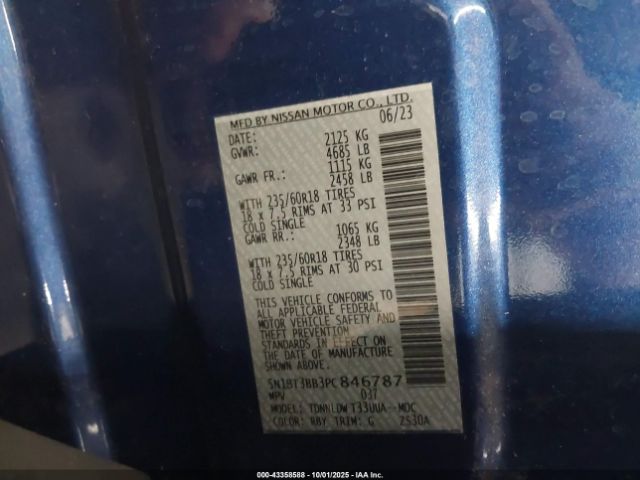 MFD BY NISSAN MOTOR CO., LTD.
DATE: 06/23
GVWR: 2125 KG
4685 LB
GAWR FR.: 1115 KG
2458 LB
WITH 235/60R18 TIRES
18 x 7.5 RIMS AT 33 PSI
COLD SINGLE
GAWR RR.: 1065 KG
2348 LB
WITH 235/60R18 TIRES
18 x 7.5 RIMS AT 30 PSI
COLD SINGLE
THIS VEHICLE CONFORMS TO
ALL APPLICABLE FEDERAL
MOTOR VEHICLE SAFETY AND
THEFT PREVENTION
STANDARDS IN EFFECT ON
THE DATE OF MANUFACTURE
SHOWN ABOVE.
5N1BT3BB3PC846787
MPV 037
MODEL: TDNNLDW T33UUA--MDC
COLOR: RBY TRIM: G 2S30A
000-43358588 - 10/01/2025 - IAA Inc.